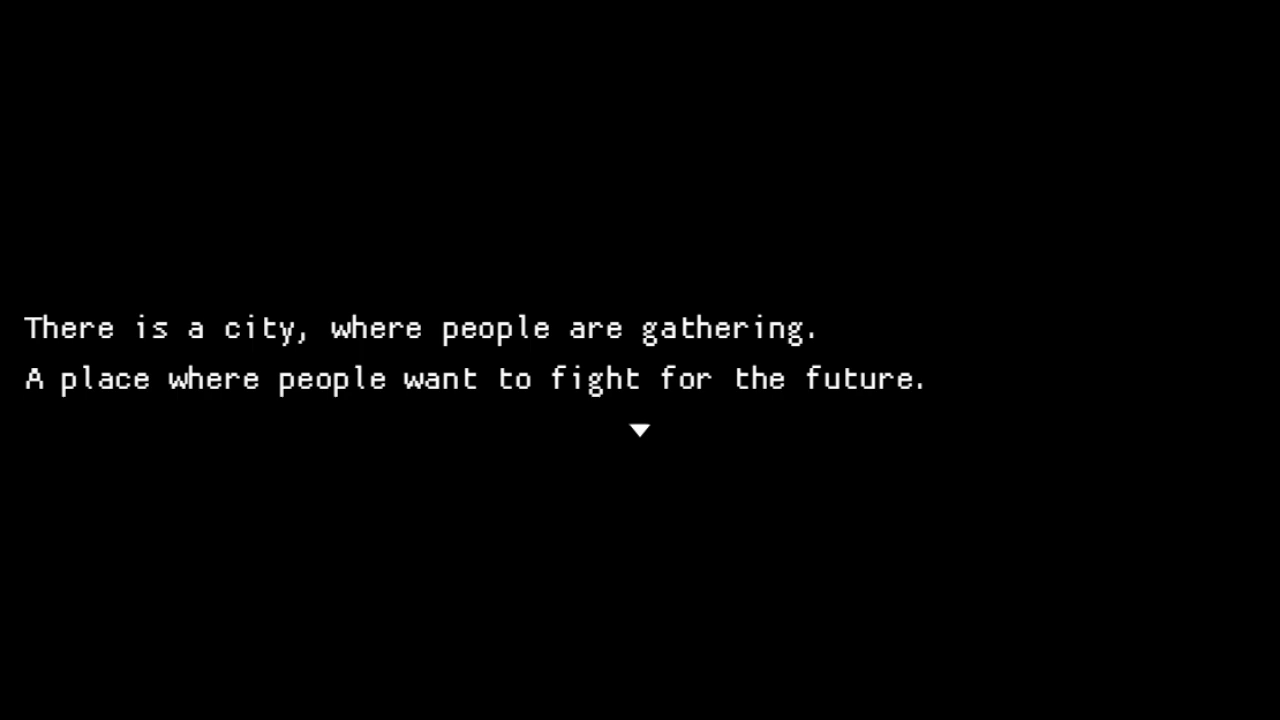 There is a city, where people are gathering.
A place where people want to fight for the future.